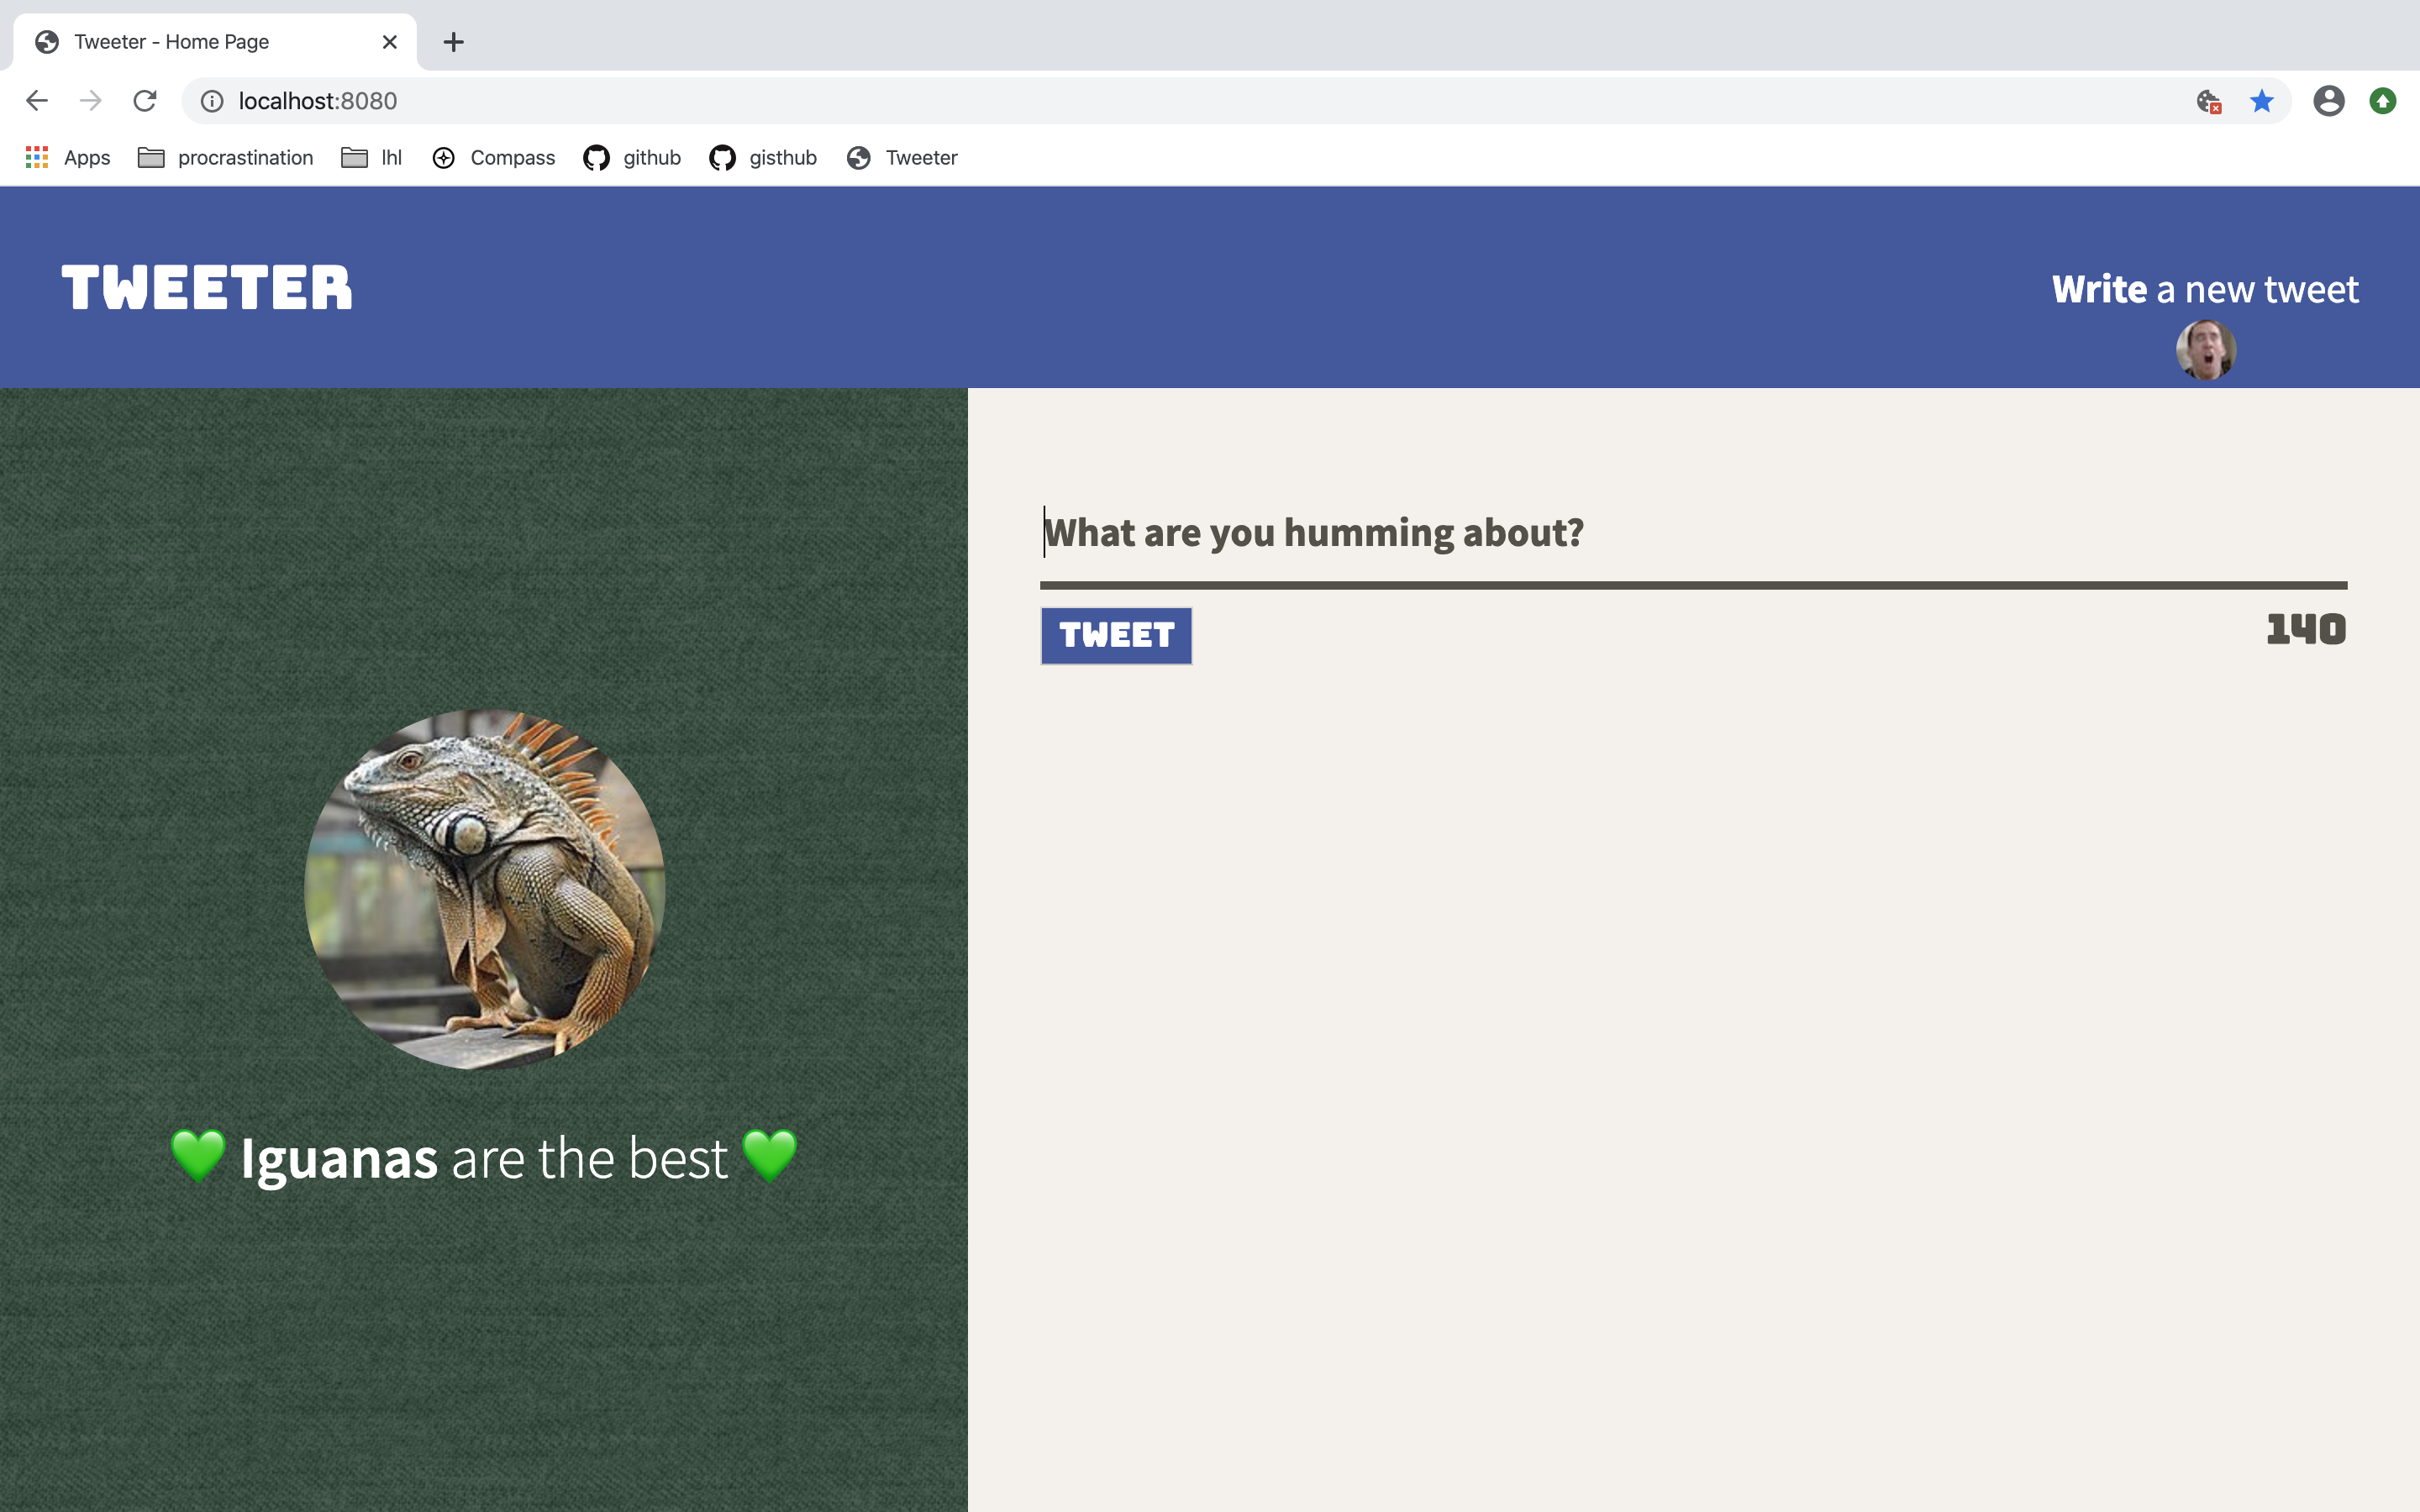 Tweeter - Home Page
localhost:8080
Apps procrastination lhl Compass github gisthub Tweeter
TWEETER
Write a new tweet
What are you humming about?
TWEET 140
💚 Iguanas are the best 💚